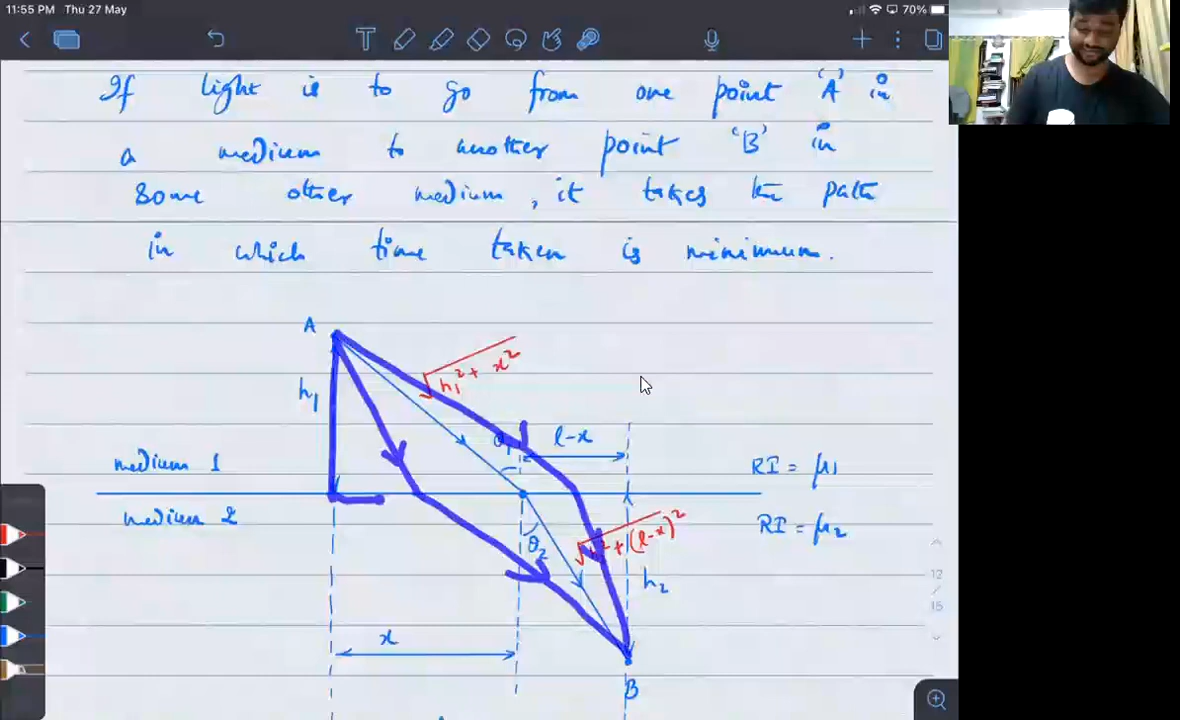 11:55 PM Thu 27 May 70%
If light is to go from one point 'A' in
a medium to another point 'B' in
some other medium, it takes the path
in which time taken is minimum.
A
√h₁² + x²
h₁
θ₁
l-x
medium 1
RI = μ₁
medium 2
RI = μ₂
θ₂
+ (l-x)²
h₂
12
/
15
x
B